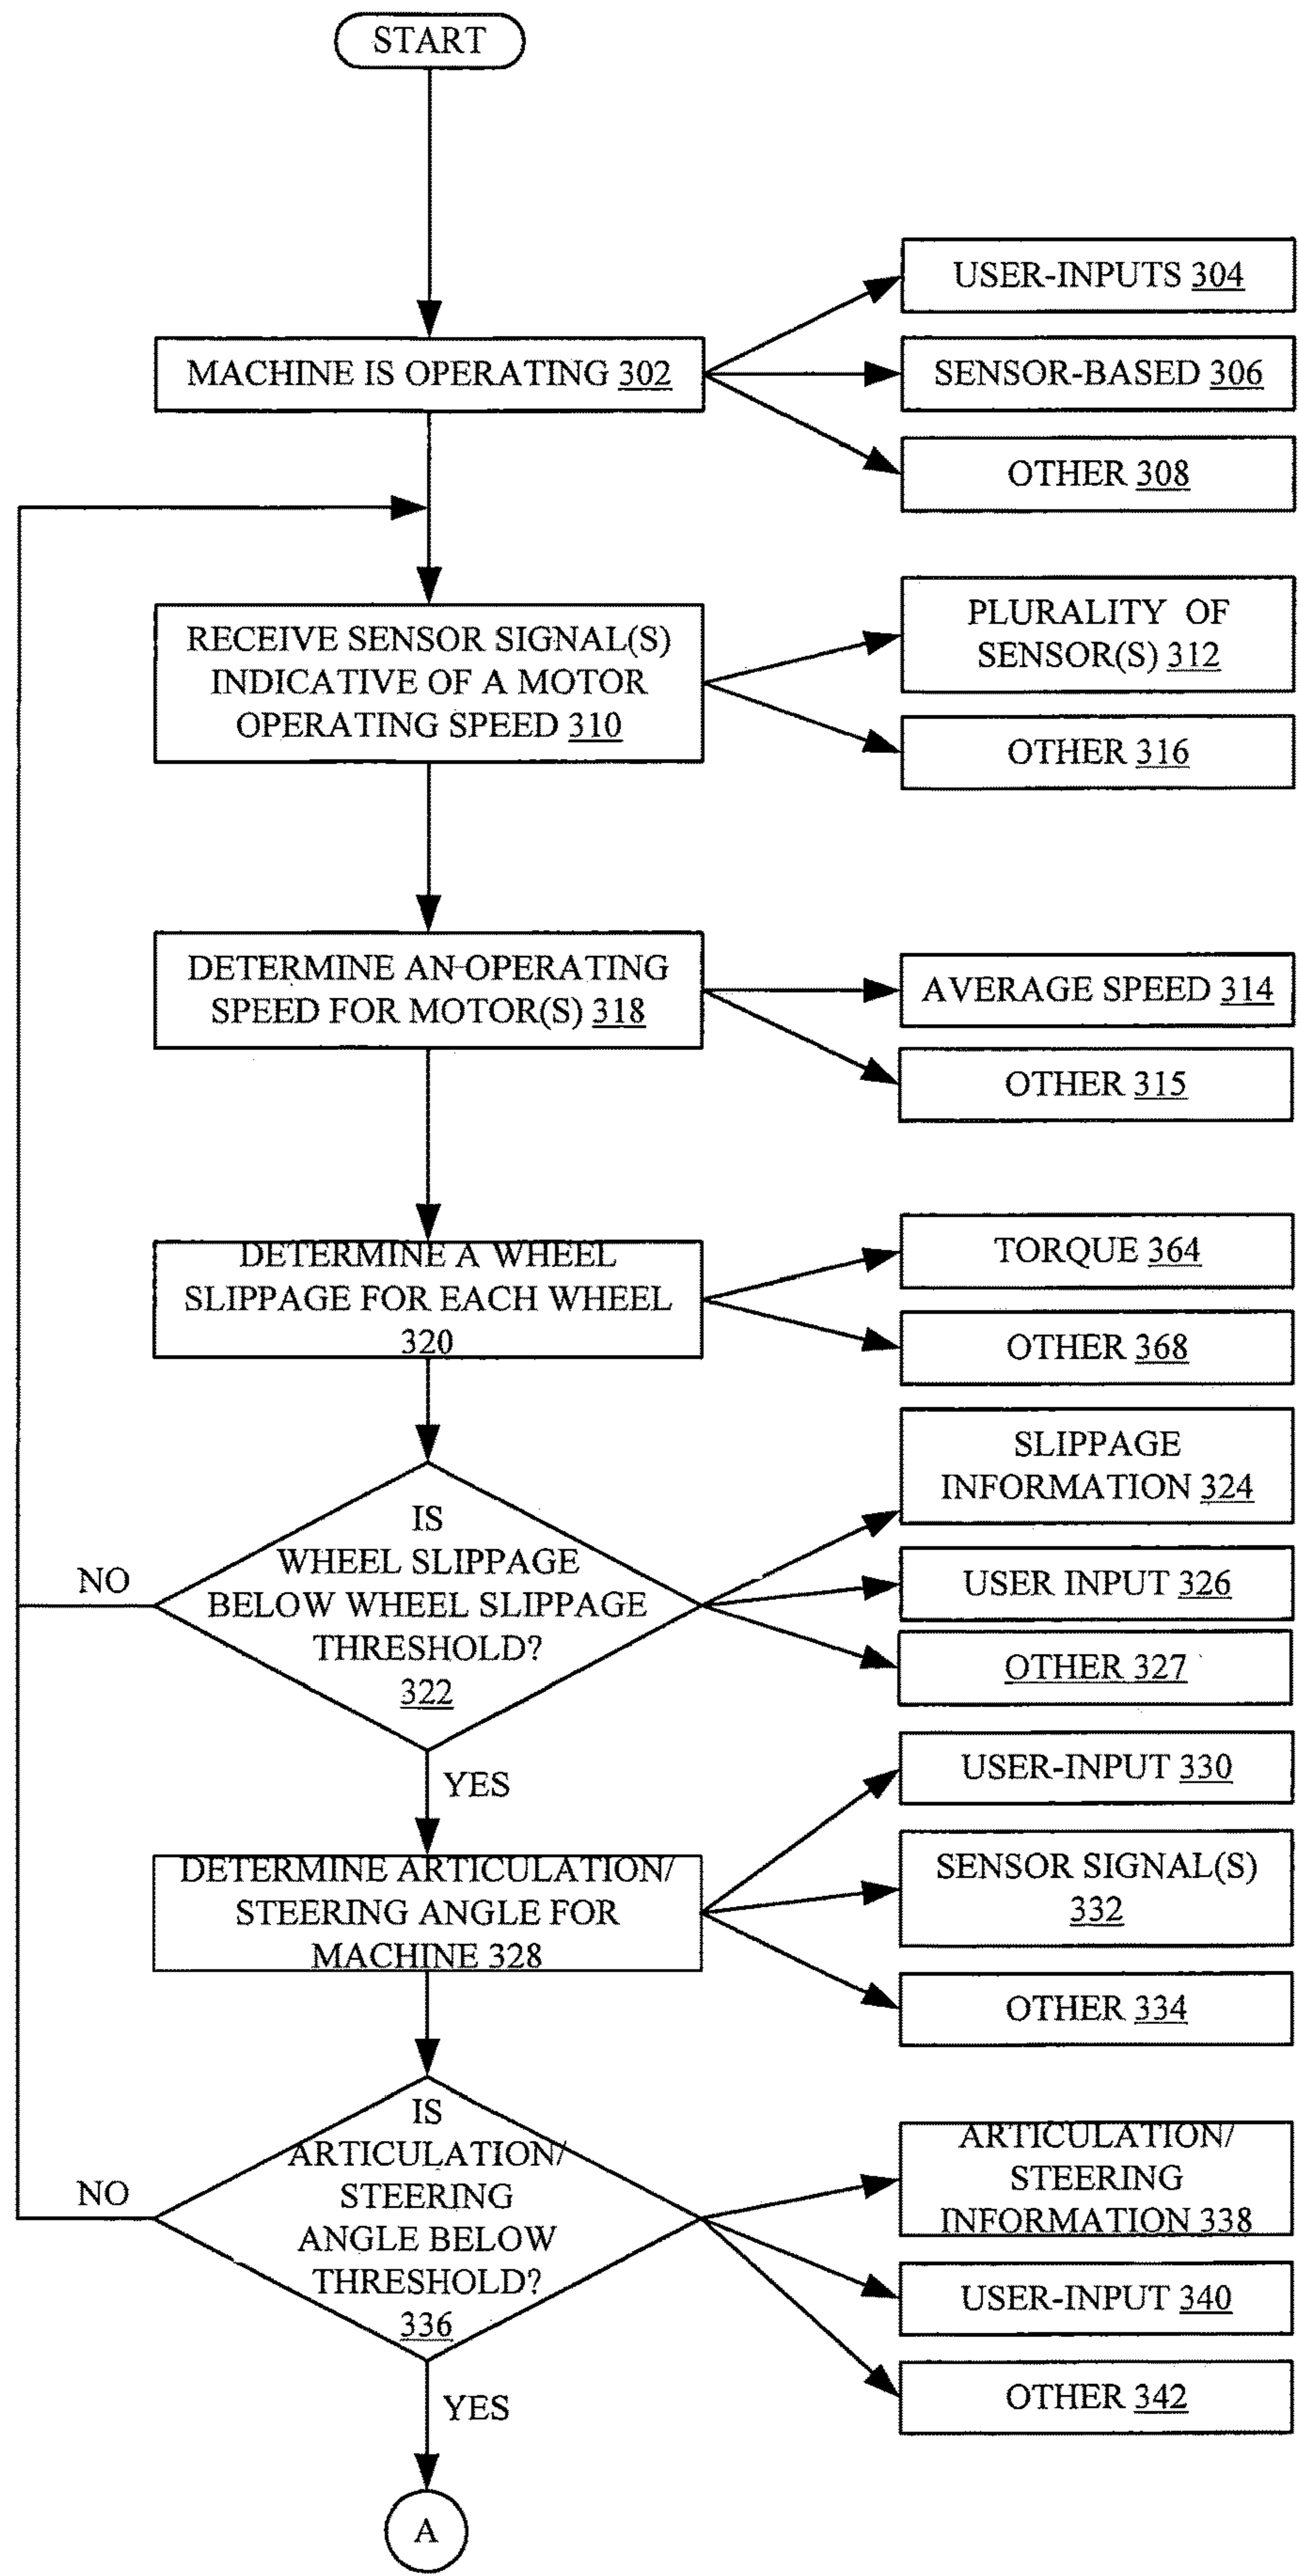 START
MACHINE IS OPERATING 302
USER-INPUTS 304
SENSOR-BASED 306
OTHER 308
RECEIVE SENSOR SIGNAL(S)
INDICATIVE OF A MOTOR
OPERATING SPEED 310
PLURALITY OF
SENSOR(S) 312
OTHER 316
DETERMINE AN OPERATING
SPEED FOR MOTOR(S) 318
AVERAGE SPEED 314
OTHER 315
DETERMINE A WHEEL
SLIPPAGE FOR EACH WHEEL
320
TORQUE 364
OTHER 368
IS
WHEEL SLIPPAGE
BELOW WHEEL SLIPPAGE
THRESHOLD?
322
NO
YES
SLIPPAGE
INFORMATION 324
USER INPUT 326
OTHER 327
DETERMINE ARTICULATION/
STEERING ANGLE FOR
MACHINE 328
USER-INPUT 330
SENSOR SIGNAL(S)
332
OTHER 334
IS
ARTICULATION/
STEERING
ANGLE BELOW
THRESHOLD?
336
NO
YES
ARTICULATION/
STEERING
INFORMATION 338
USER-INPUT 340
OTHER 342
A